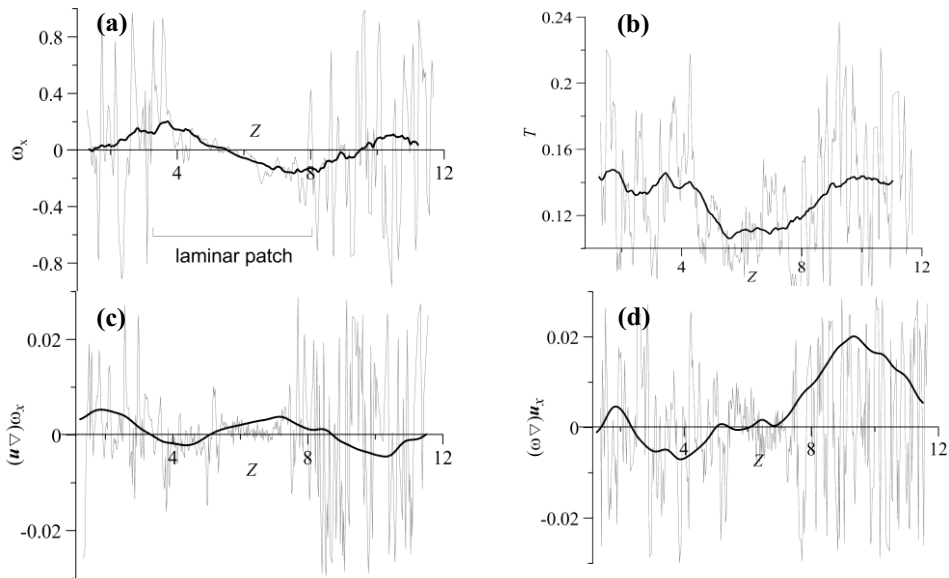 (a)
0.8
0.4
0
-0.4
-0.8
ωx
Z
4
8
12
laminar patch
(b)
0.24
0.2
0.16
0.12
T
4
8
12
Z
(c)
0.02
0
-0.02
(u∇)ωx
4
8
12
Z
(d)
0.02
0
-0.02
(ω∇)ux
4
8
12
Z